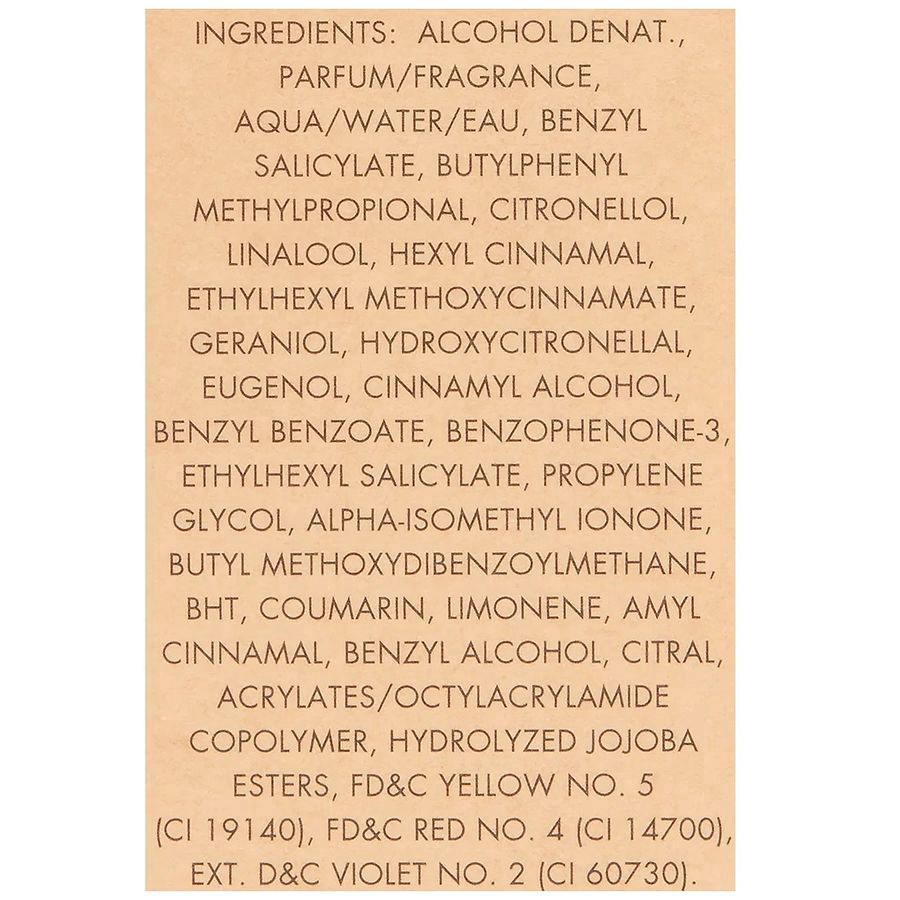 INGREDIENTS: ALCOHOL DENAT.,
PARFUM/FRAGRANCE,
AQUA/WATER/EAU, BENZYL
SALICYLATE, BUTYLPHENYL
METHYLPROPIONAL, CITRONELLOL,
LINALOOL, HEXYL CINNAMAL,
ETHYLHEXYL METHOXYCINNAMATE,
GERANIOL, HYDROXYCITRONELLAL,
EUGENOL, CINNAMYL ALCOHOL,
BENZYL BENZOATE, BENZOPHENONE-3,
ETHYLHEXYL SALICYLATE, PROPYLENE
GLYCOL, ALPHA-ISOMETHYL IONONE,
BUTYL METHOXYDIBENZOYLMETHANE,
BHT, COUMARIN, LIMONENE, AMYL
CINNAMAL, BENZYL ALCOHOL, CITRAL,
ACRYLATES/OCTYLACRYLAMIDE
COPOLYMER, HYDROLYZED JOJOBA
ESTERS, FD&C YELLOW NO. 5
(CI 19140), FD&C RED NO. 4 (CI 14700),
EXT. D&C VIOLET NO. 2 (CI 60730).